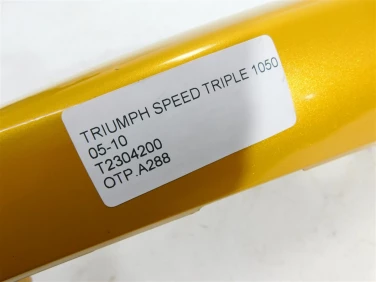 TRIUMPH SPEED TRIPLE 1050
05-10
T2304200
OTP.A288